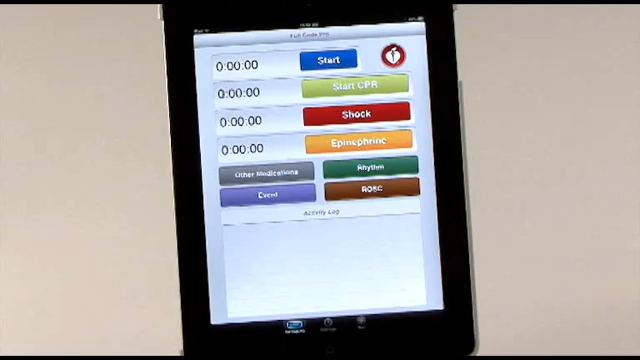 Full Code Pro
0:00:00 Start
0:00:00 Start CPR
0:00:00 Shock
0:00:00 Epinephrine
Other Medications Rhythm
Event ROSC
Activity Log